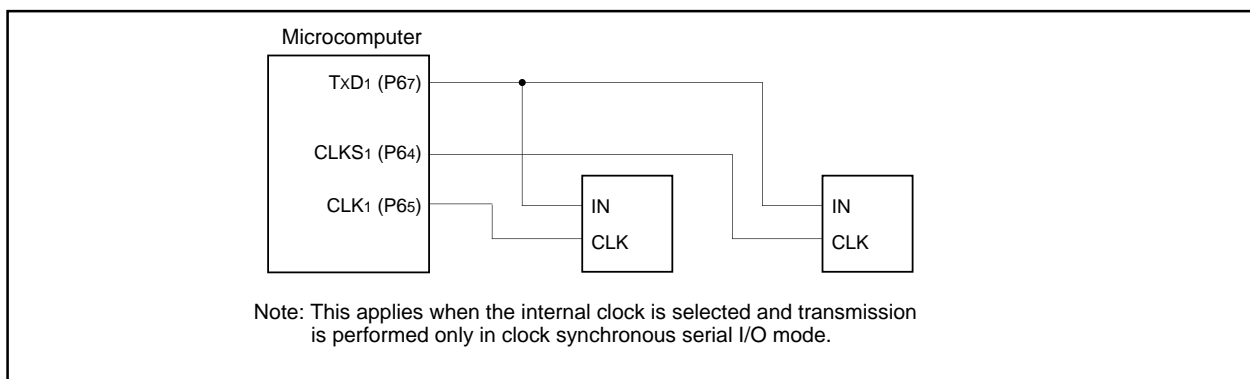 Microcomputer
TXD1 (P67)
CLKS1 (P64)
CLK1 (P65)
IN
CLK
IN
CLK
Note: This applies when the internal clock is selected and transmission
is performed only in clock synchronous serial I/O mode.